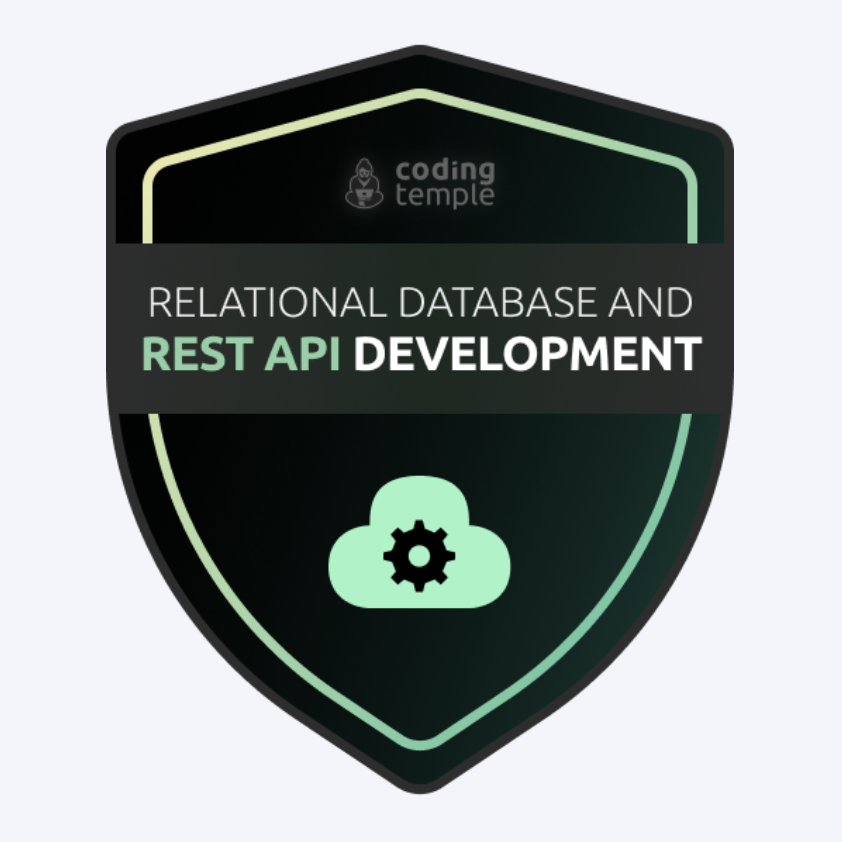 coding
temple
RELATIONAL DATABASE AND
REST API DEVELOPMENT